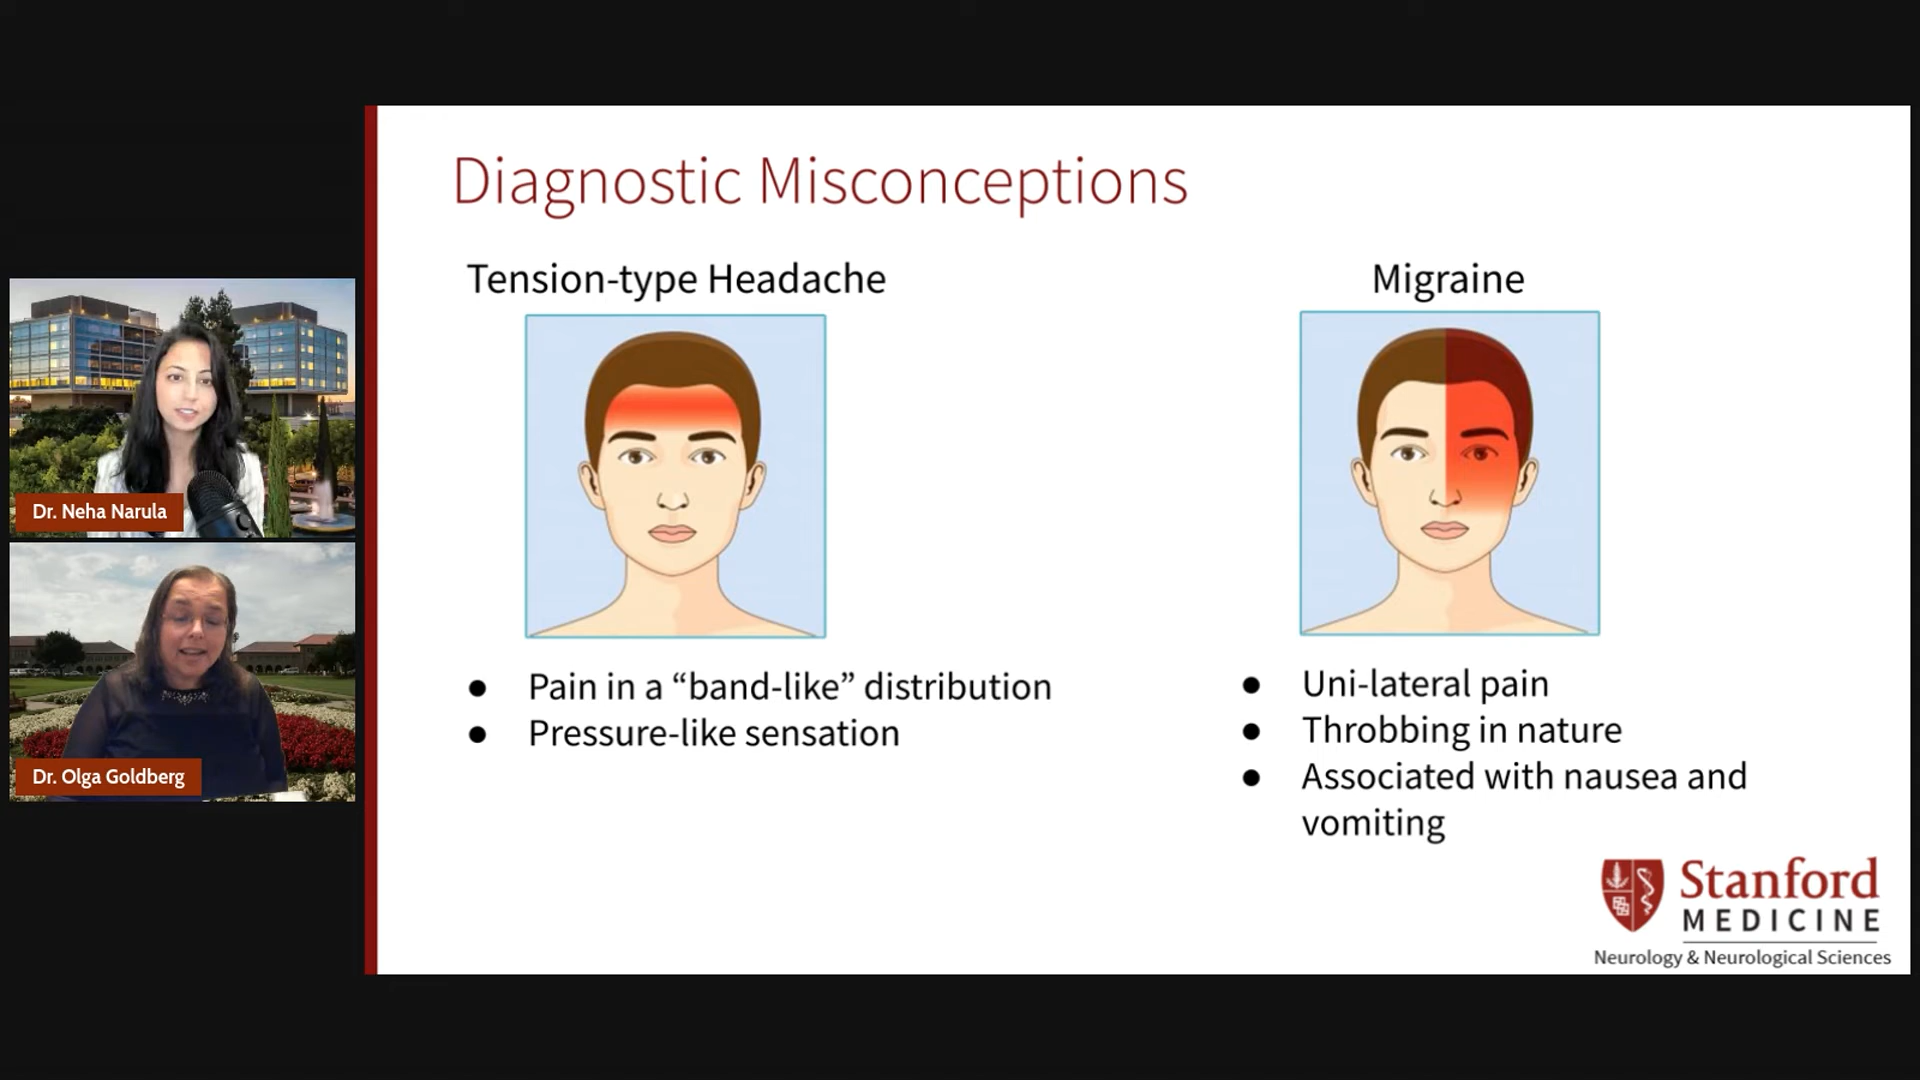 Diagnostic Misconceptions
Tension-type Headache
Migraine
Pain in a “band-like” distribution
Pressure-like sensation
Uni-lateral pain
Throbbing in nature
Associated with nausea and
vomiting
Dr. Neha Narula
Dr. Olga Goldberg
Stanford
MEDICINE
Neurology & Neurological Sciences